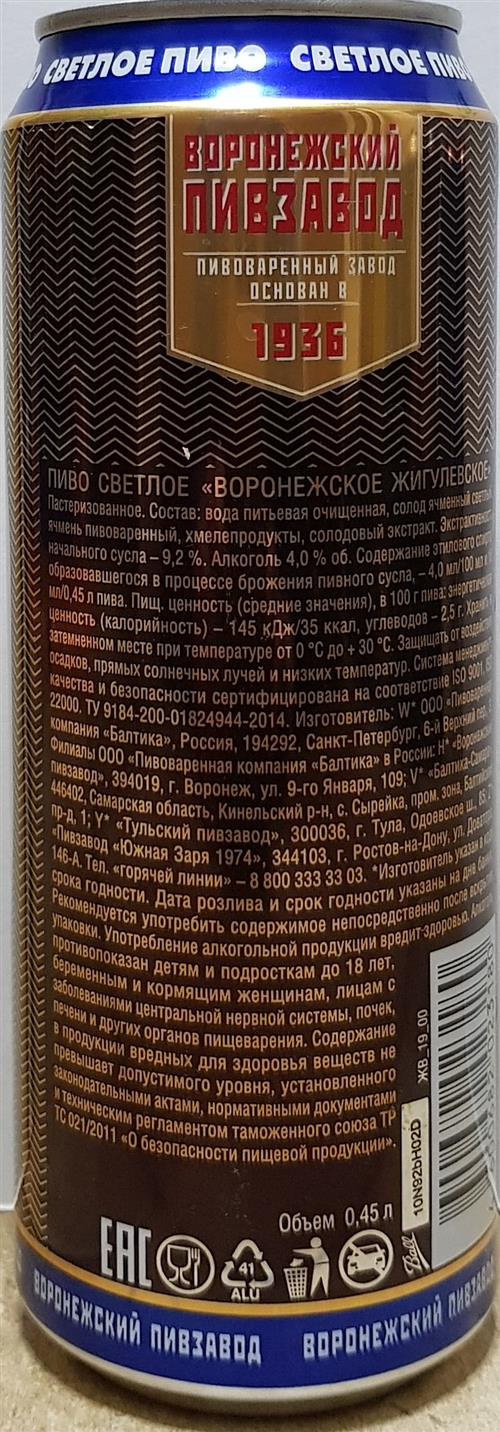 СВЕТЛОЕ ПИВО СВЕТЛОЕ ПИВО
ВОРОНЕЖСКИЙ
ПИВЗАВОД
ПИВОВАРЕННЫЙ ЗАВОД
ОСНОВАН В
1936
ПИВО СВЕТЛОЕ «ВОРОНЕЖСКОЕ ЖИГУЛЕВСКОЕ»
Пастеризованное. Состав: вода питьевая очищенная, солод ячменный
ячмень пивоваренный, хмелепродукты, солодовый экстракт. Экстрактивность
начального сусла – 9,2 %. Алкоголь 4,0 % об. Содержание этилового спирта,
образовавшегося в процессе брожения пивного сусла, – 4,0 мл/100 мл и
мл/0,45 л пива. Пищ. ценность (средние значения), в 100 г пива: энергетическая
ценность (калорийность) – 145 кДж/35 ккал, углеводов – 2,5 г. Хранить в
затемненном месте при температуре от 0 °С до + 30 °С. Защищать от воздействия
осадков, прямых солнечных лучей и низких температур. Система менеджмента
качества и безопасности сертифицирована на соответствие ISO 9001,
22000. ТУ 9184-200-01824944-2014. Изготовитель: W* ООО «Пивоваренная
компания «Балтика», Россия, 194292, Санкт-Петербург, 6-й Верхний пер.,
Филиалы ООО «Пивоваренная компания «Балтика» в России: H* «Воронежский
пивзавод», 394019, г. Воронеж, ул. 9-го Января, 109; V* «Балтика-Самара»,
446402, Самарская область, Кинельский р-н, с. Сырейка, пром. зона, Балтийский
пр-д, 1; Y* «Тульский пивзавод», 300036, г. Тула, Одоевское ш., 85,
«Пивзавод «Южная Заря 1974», 344103, г. Ростов-на-Дону, ул. Доватора,
146-А. Тел. «горячей линии» – 8 800 333 33 03. *Изготовитель указан в
срока годности. Дата розлива и срок годности указаны на дне банки.
Рекомендуется употребить содержимое непосредственно после вскрытия
упаковки. Употребление алкогольной продукции вредит здоровью.
противопоказан детям и подросткам до 18 лет,
беременным и кормящим женщинам, лицам с
заболеваниями центральной нервной системы, почек,
печени и других органов пищеварения. Содержание
в продукции вредных для здоровья веществ не
превышает допустимого уровня, установленного
законодательными актами, нормативными документами
и техническим регламентом таможенного союза ТР
ТС 021/2011 «О безопасности пищевой продукции».
ЖВ_19_00
10N92bH02D
Объем 0,45 л
EAC
41
ALU
Ball
ВОРОНЕЖСКИЙ ПИВЗАВОД ВОРОНЕЖСКИЙ ПИВЗАВОД